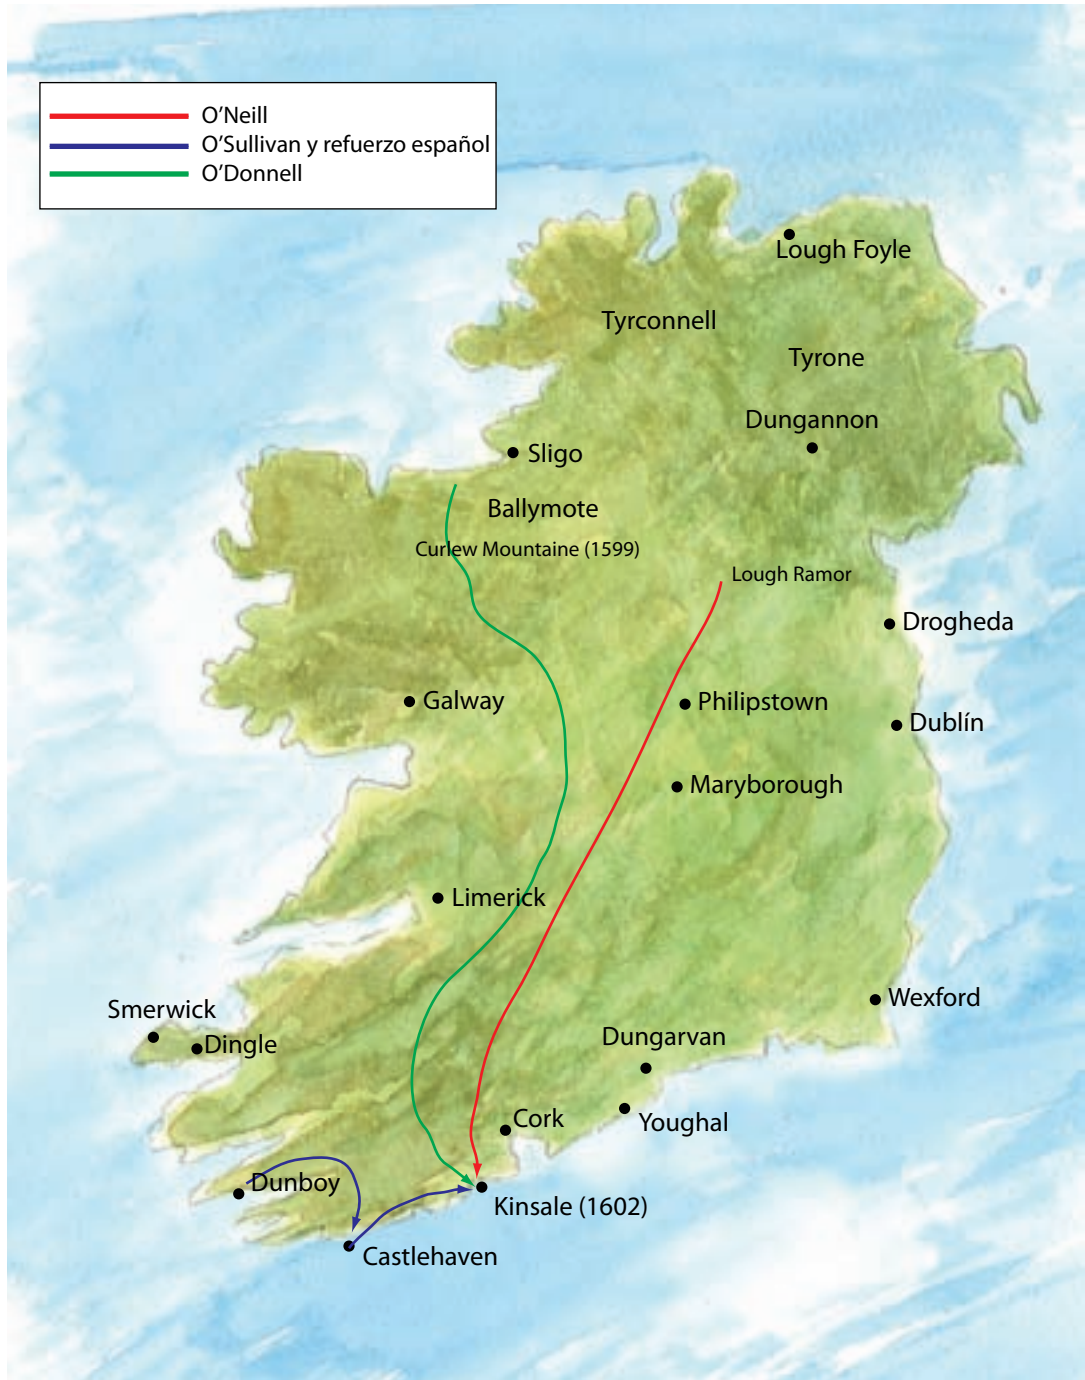 O'Neill
O'Sullivan y refuerzo español
O'Donnell
Lough Foyle
Tyrconnell
Tyrone
Dungannon
Sligo
Ballymote
Curlew Mountaine (1599)
Lough Ramor
Drogheda
Galway
Philipstown
Dublín
Maryborough
Limerick
Wexford
Smerwick
Dingle
Dungarvan
Cork
Youghal
Dunboy
Kinsale (1602)
Castlehaven